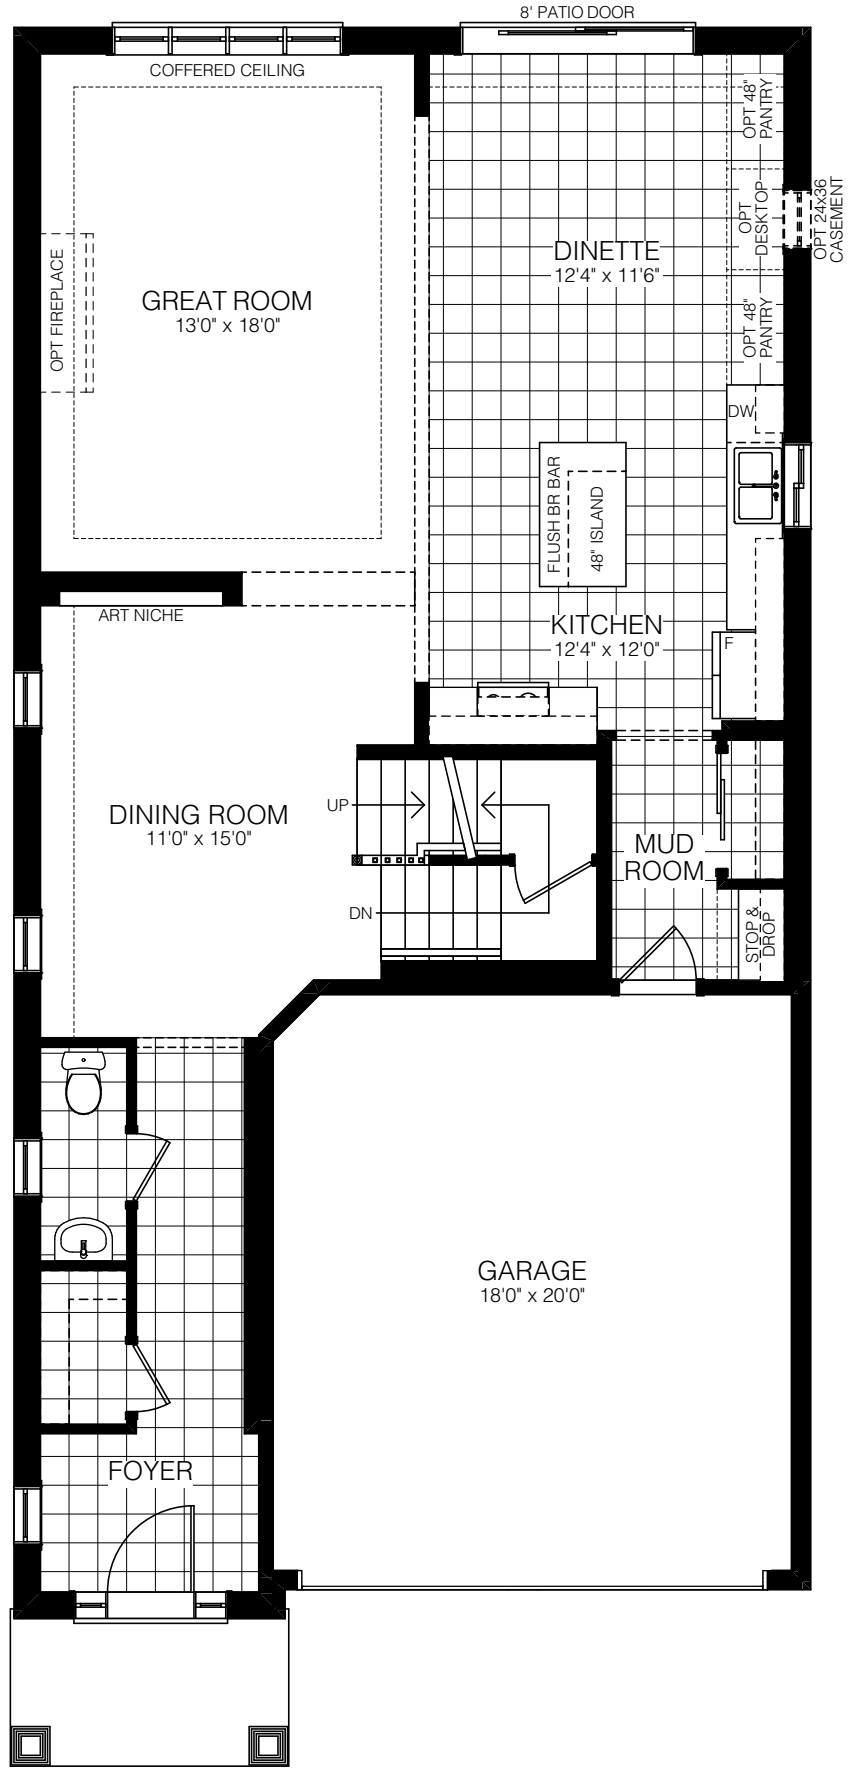 8' PATIO DOOR
COFFERED CEILING
OPT 48"
PANTRY
OPT
DESKTOP
OPT 24x36
CASEMENT
DINETTE
12'4" x 11'6"
OPT FIREPLACE
GREAT ROOM
13'0" x 18'0"
OPT 48"
PANTRY
DW
FLUSH BR BAR
48" ISLAND
ART NICHE
KITCHEN
12'4" x 12'0"
F
DINING ROOM
11'0" x 15'0"
UP
MUD
ROOM
DN
STOP &
DROP
GARAGE
18'0" x 20'0"
FOYER